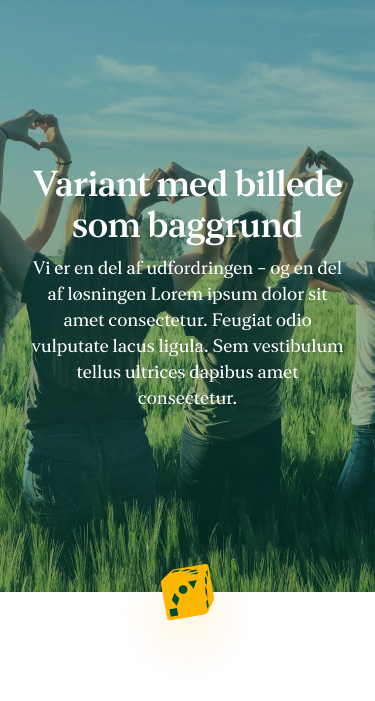 Variant med billede
som baggrund
Vi er en del af udfordringen – og en del
af løsningen Lorem ipsum dolor sit
amet consectetur. Feugiat odio
vulputate lacus ligula. Sem vestibulum
tellus ultrices dapibus amet
consectetur.